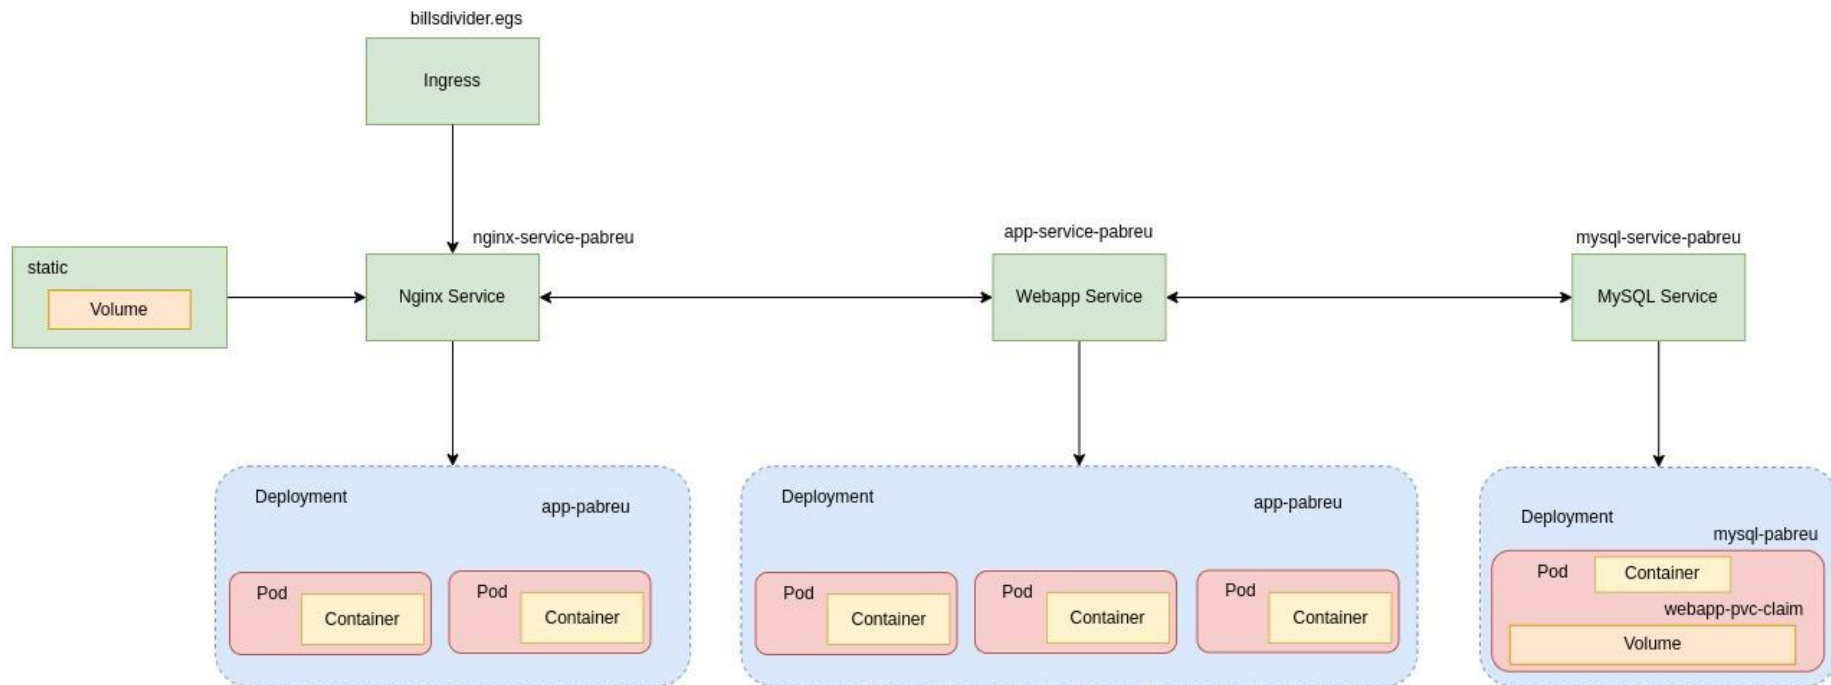 billsdivider.egs
Ingress
nginx-service-pabreu
app-service-pabreu
mysql-service-pabreu
static
Volume
Nginx Service
Webapp Service
MySQL Service
Deployment
app-pabreu
Pod
Container
Pod
Container
Deployment
app-pabreu
Pod
Container
Pod
Container
Pod
Container
Deployment
mysql-pabreu
Pod
Container
webapp-pvc-claim
Volume